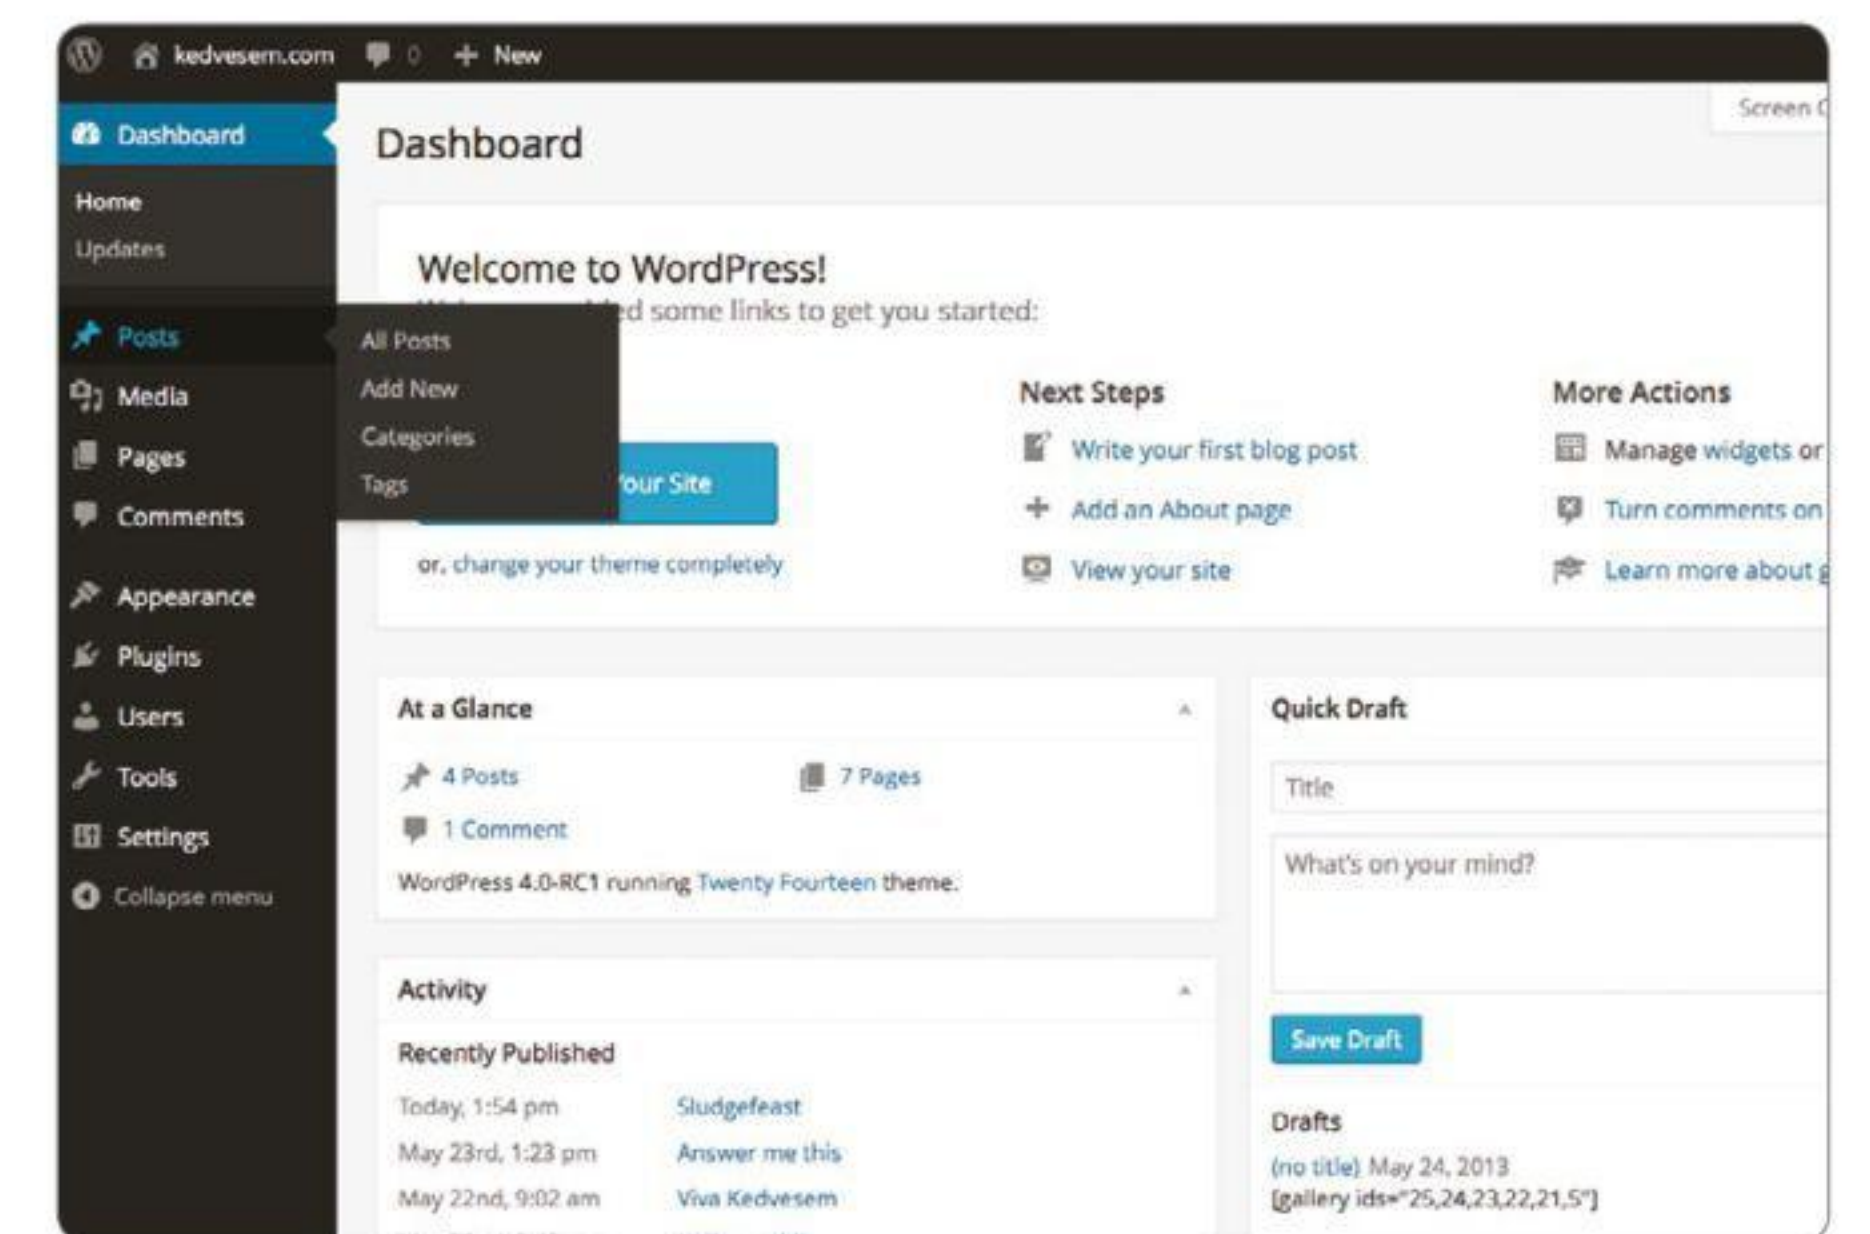 kedvesem.com 0 + New
Screen
Dashboard
Home
Updates
Posts
Media
Pages
Comments
Appearance
Plugins
Users
Tools
Settings
Collapse menu
All Posts
Add New
Categories
Tags
Dashboard
Welcome to WordPress!
some links to get you started:
Your Site
or, change your theme completely
Next Steps
Write your first blog post
Add an About page
View your site
More Actions
Manage widgets or
Turn comments on
Learn more about
At a Glance
4 Posts
7 Pages
1 Comment
WordPress 4.0-RC1 running Twenty Fourteen theme.
Activity
Recently Published
Today, 1:54 pm Sludgefeast
May 23rd, 1:23 pm Answer me this
May 22nd, 9:02 am Viva Kedvesem
Quick Draft
Title
What's on your mind?
Save Draft
Drafts
(no title) May 24, 2013
[gallery ids="25,24,23,22,21,5"]